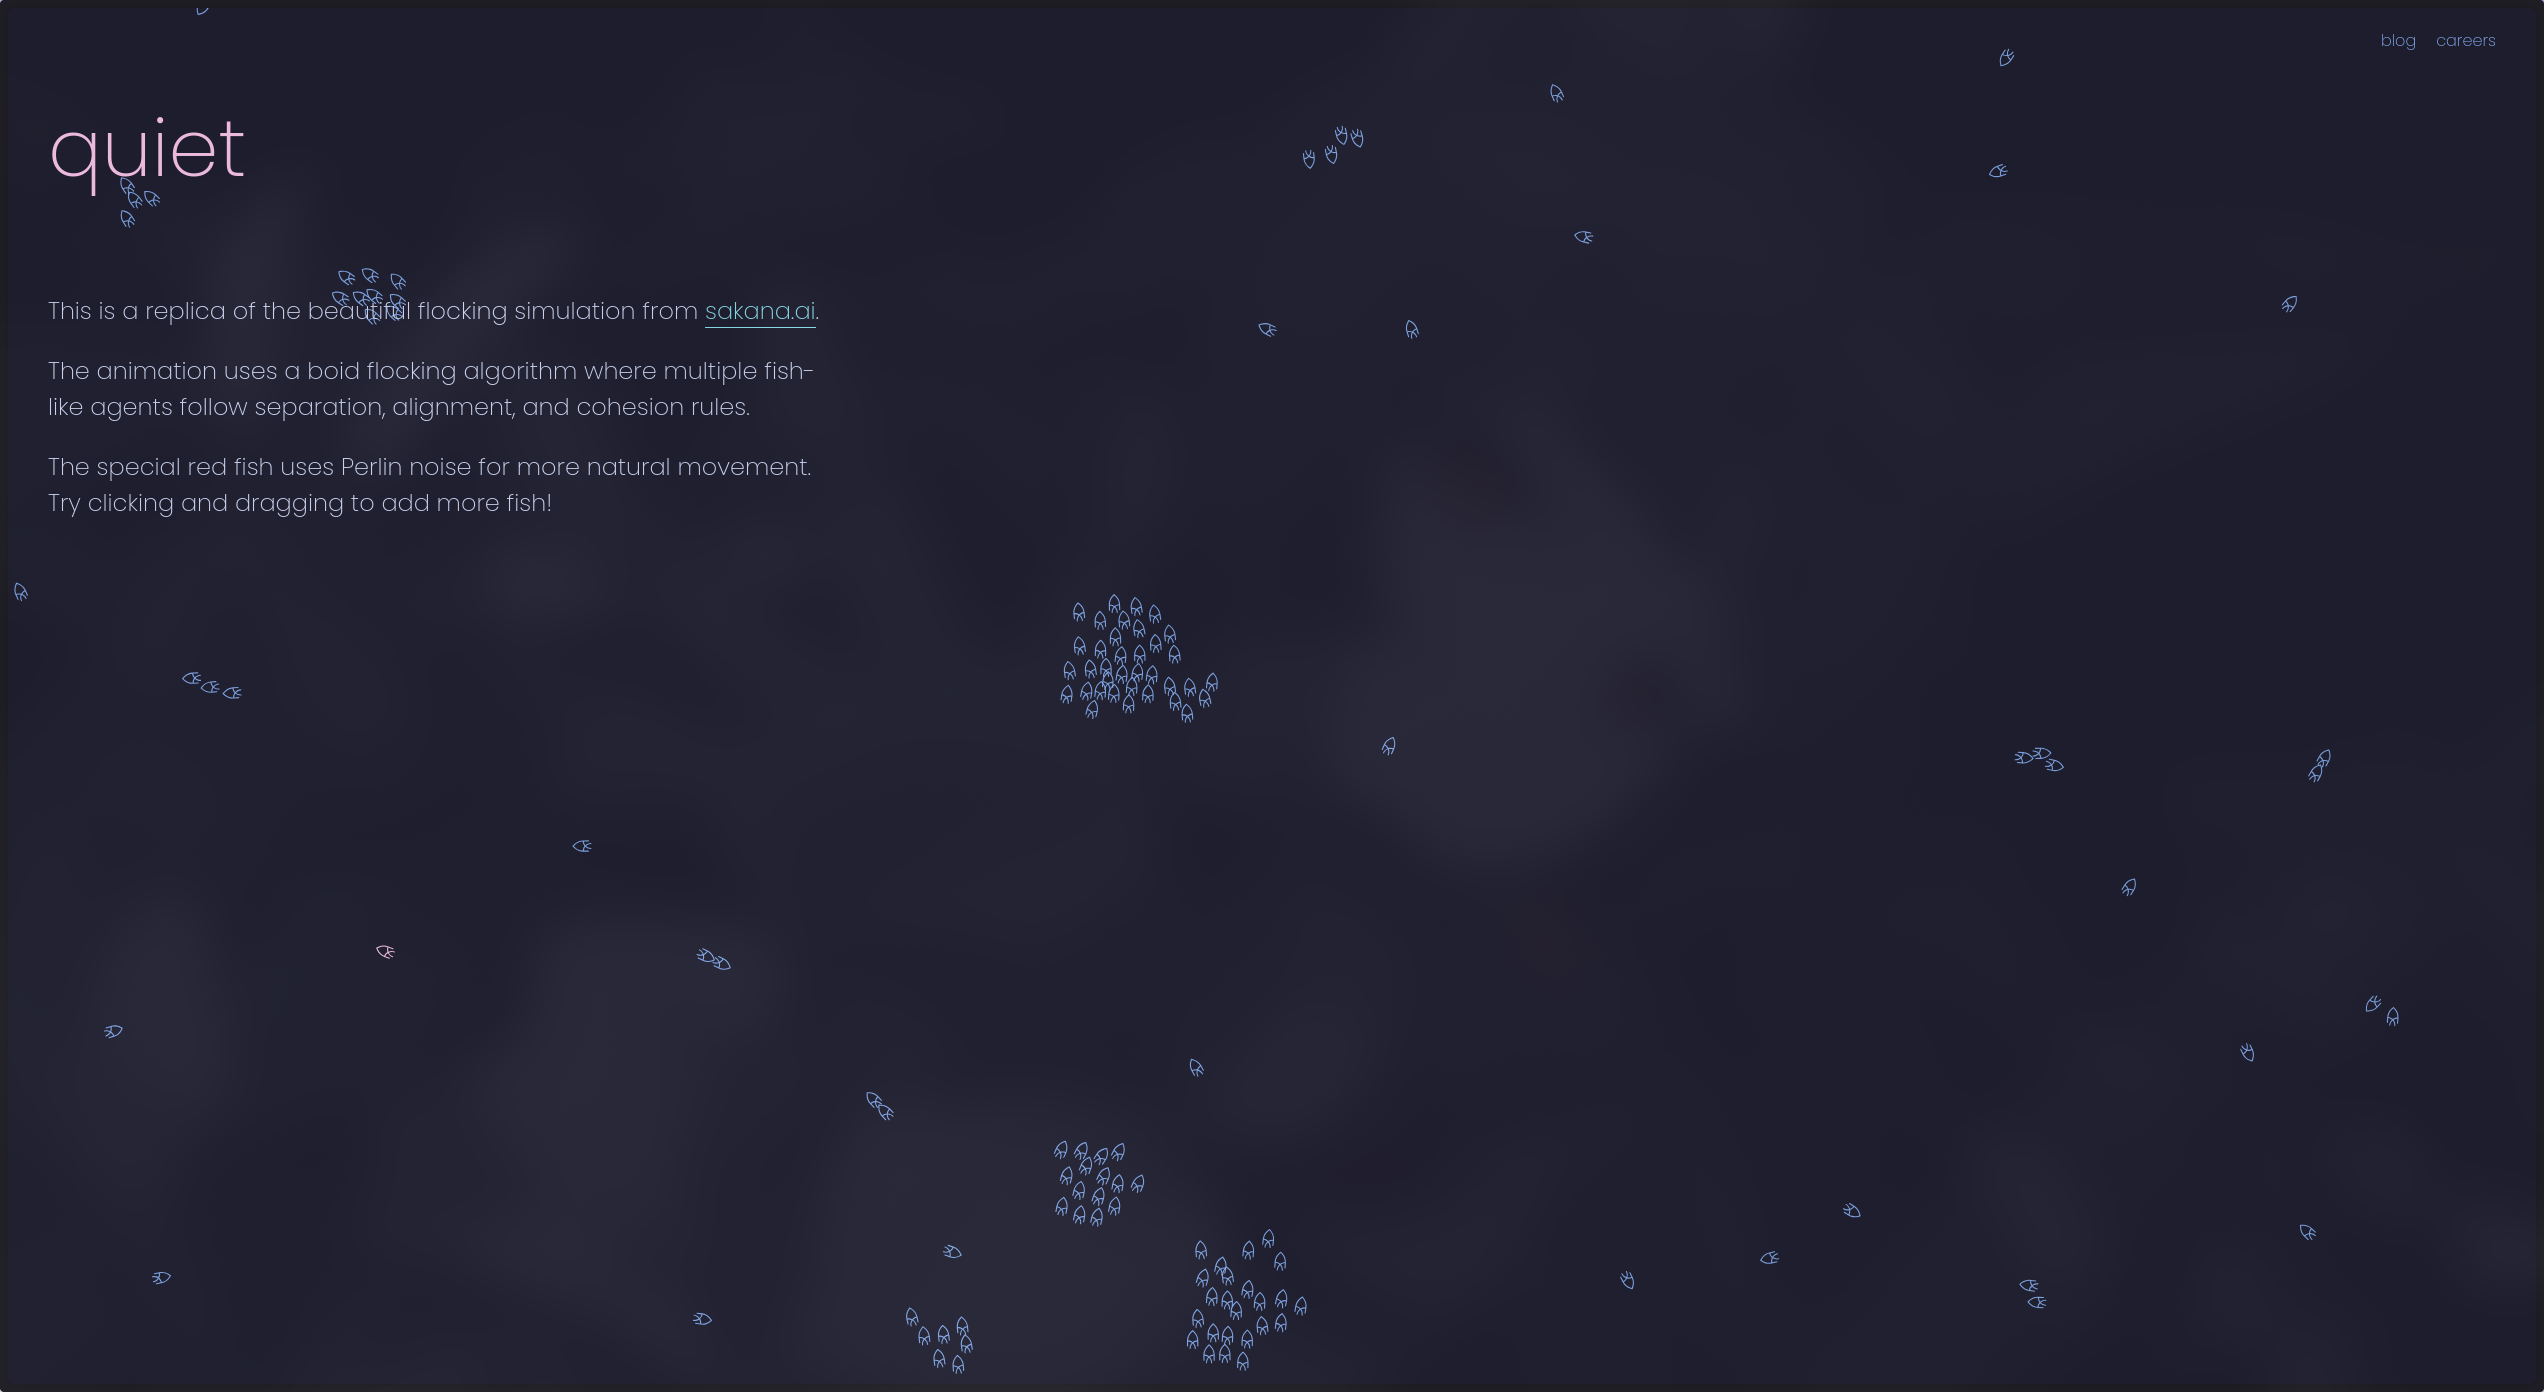 blog careers
quiet
This is a replica of the beautiful flocking simulation from sakana.ai.
The animation uses a boid flocking algorithm where multiple fish-
like agents follow separation, alignment, and cohesion rules.
The special red fish uses Perlin noise for more natural movement.
Try clicking and dragging to add more fish!